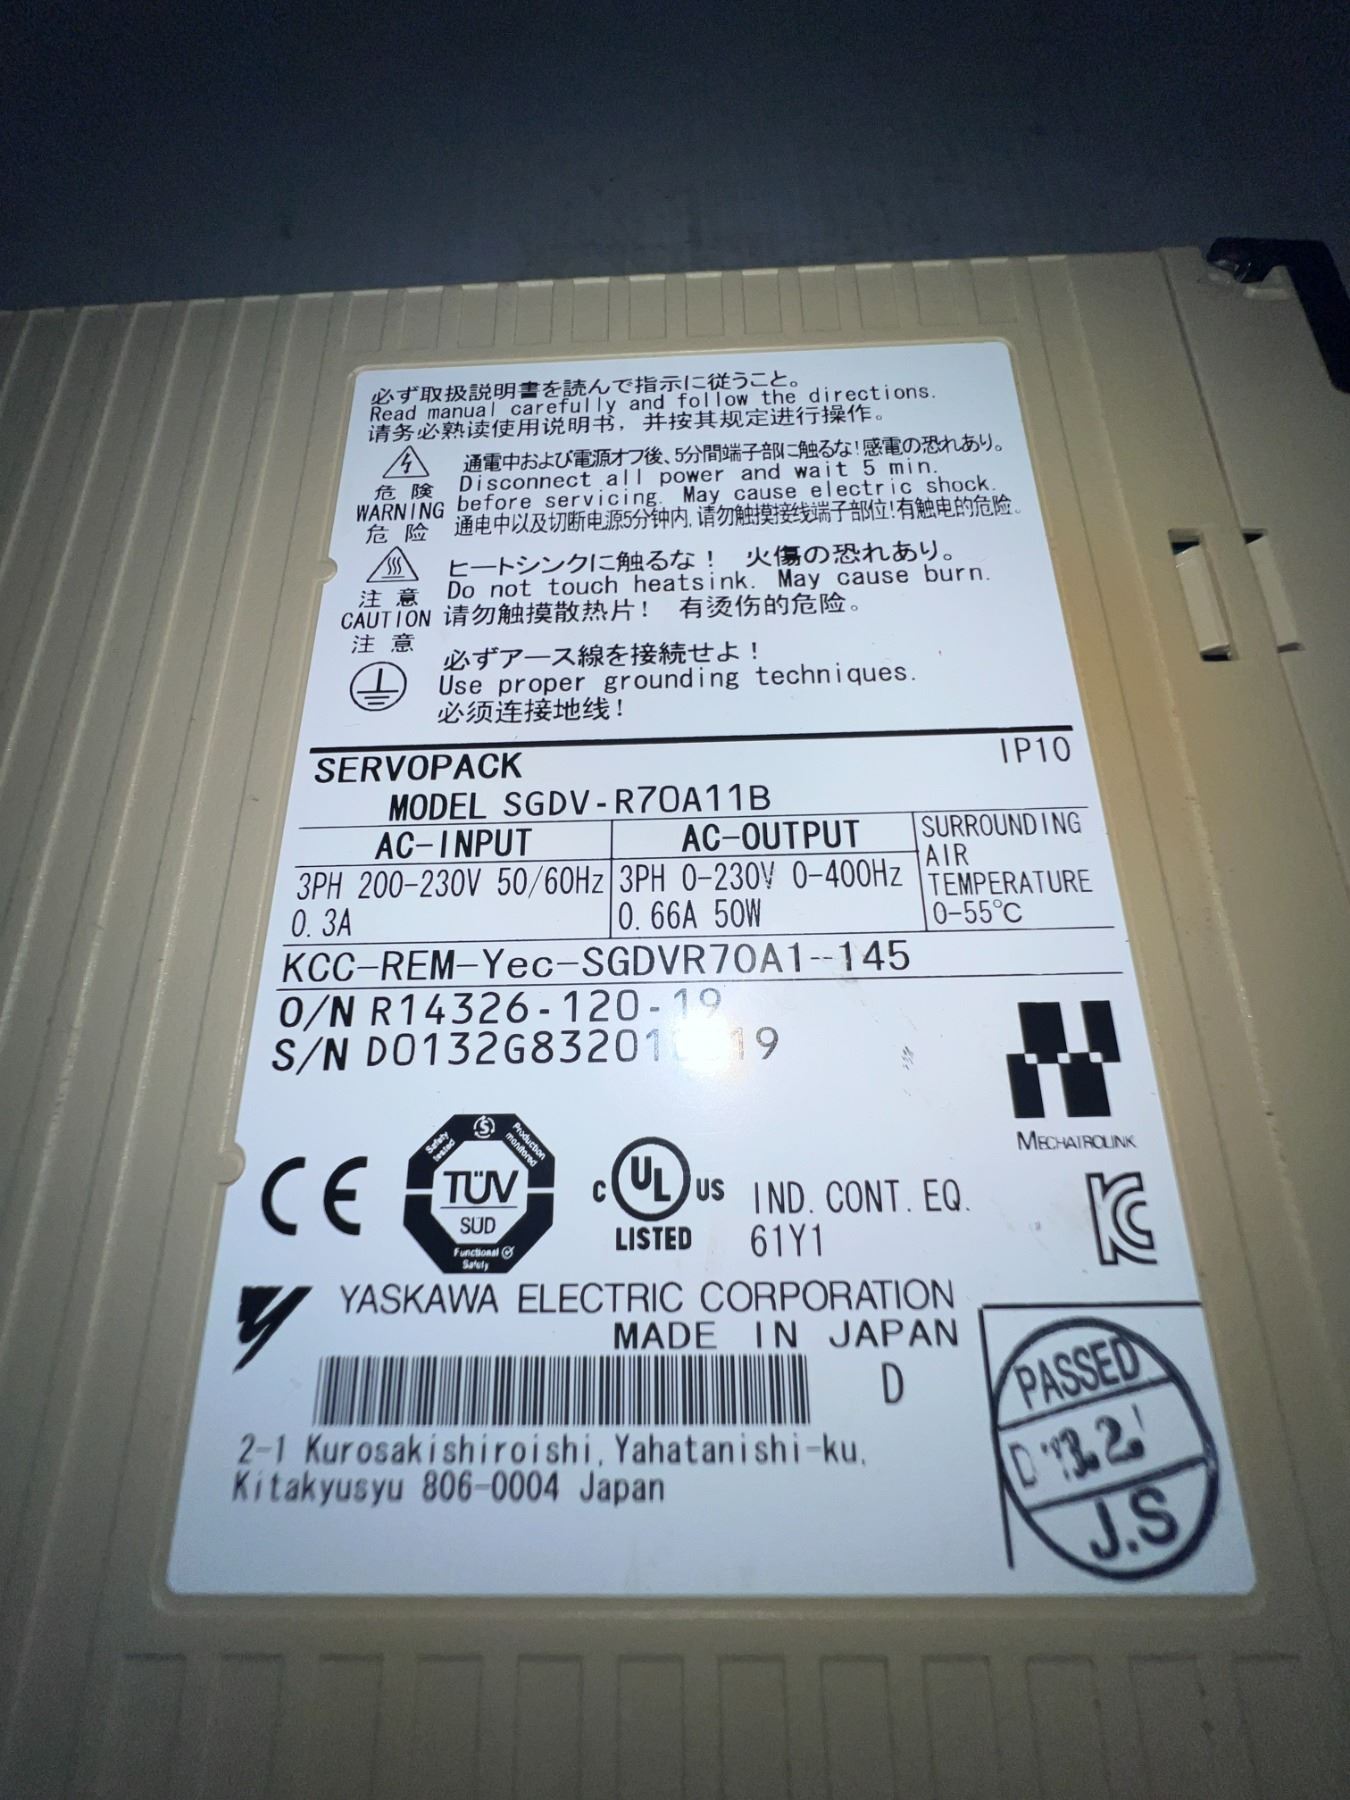 必ず取扱説明書を読んで指示に従うこと。
Read manual carefully and follow the directions.
请务必熟读使用说明书，并按其规定进行操作。
通電中および電源オフ後、5分間端子部に触るな！感電の恐れあり。
危険
Disconnect all power and wait 5 min.
WARNING
before servicing. May cause electric shock.
危险
通电中以及切断电源5分钟内,请勿触摸接线端子部位!有触电的危险。
ヒートシンクに触るな！ 火傷の恐れあり。
注意
Do not touch heatsink. May cause burn.
CAUTION
请勿触摸散热片！ 有烫伤的危险。
注意
必ずアース線を接続せよ！
Use proper grounding techniques.
必须连接地线！
SERVOPACK
IP10
MODEL SGDV-R70A11B
AC-INPUT
3PH 200-230V 50/60Hz
0.3A
AC-OUTPUT
3PH 0-230V 0-400Hz
0.66A 50W
SURROUNDING
AIR
TEMPERATURE
0-55℃
KCC-REM-Yec-SGDVR70A1--145
O/N R14326-120-19
S/N
MECHATROLINK
CE
Safety tested
Production monitored
TÜV
SÜD
Functional
Safety
C UL US
LISTED
IND. CONT. EQ.
61Y1
YASKAWA ELECTRIC CORPORATION
MADE IN JAPAN
D
2-1 Kurosakishiroishi, Yahatanishi-ku,
Kitakyusyu 806-0004 Japan
PASSED
J.S